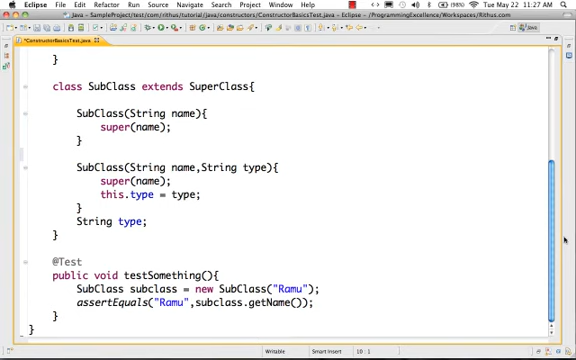 Eclipse File Edit Refactor Run Source Navigate Search Project Window Help (98%) Tue May 22 11:27 AM
Java - SampleProject/test/com/rithus/tutorial/java/constructors/ConstructorBasicsTest.java - Eclipse - /ProgrammingExcellence/Workspaces/Rithus.com
Java
*ConstructorBasicsTest.java
}
class SubClass extends SuperClass{
SubClass(String name){
super(name);
}
SubClass(String name,String type){
super(name);
this.type = type;
}
String type;
}
@Test
public void testSomething(){
SubClass subclass = new SubClass("Ramu");
assertEquals("Ramu",subclass.getName());
}
}
Writable Smart Insert 10 : 1